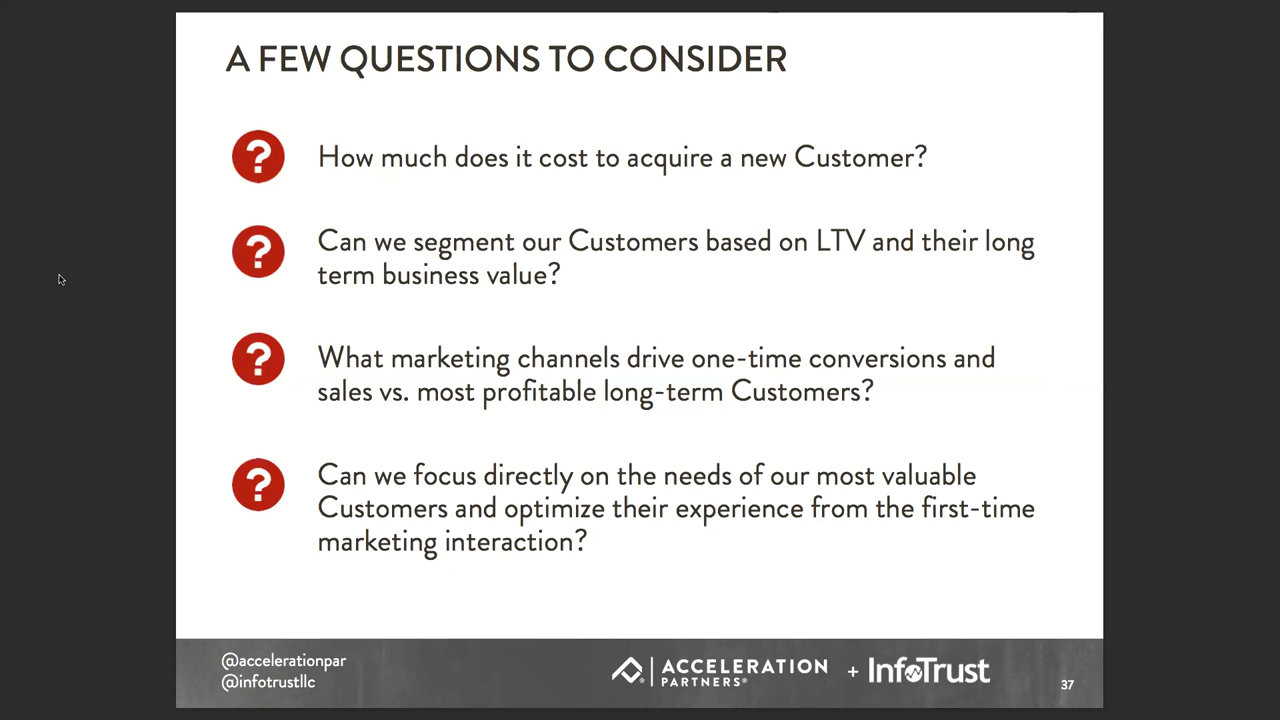 A FEW QUESTIONS TO CONSIDER
? How much does it cost to acquire a new Customer?
? Can we segment our Customers based on LTV and their long
term business value?
? What marketing channels drive one-time conversions and
sales vs. most profitable long-term Customers?
? Can we focus directly on the needs of our most valuable
Customers and optimize their experience from the first-time
marketing interaction?
@accelerationpar
@infotrustllc
ACCELERATION
PARTNERS®
+ InfoTrust
37